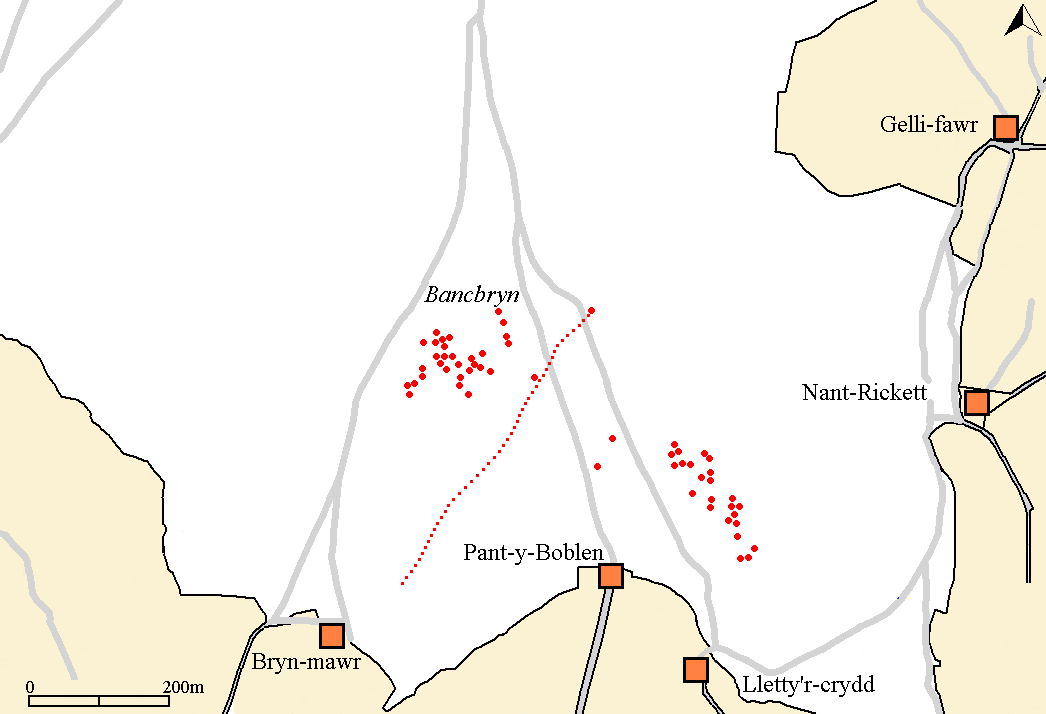 Gelli-fawr
Bancbryn
Nant-Rickett
Pant-y-Boblen
Bryn-mawr
Lletty'r-crydd
0 200m